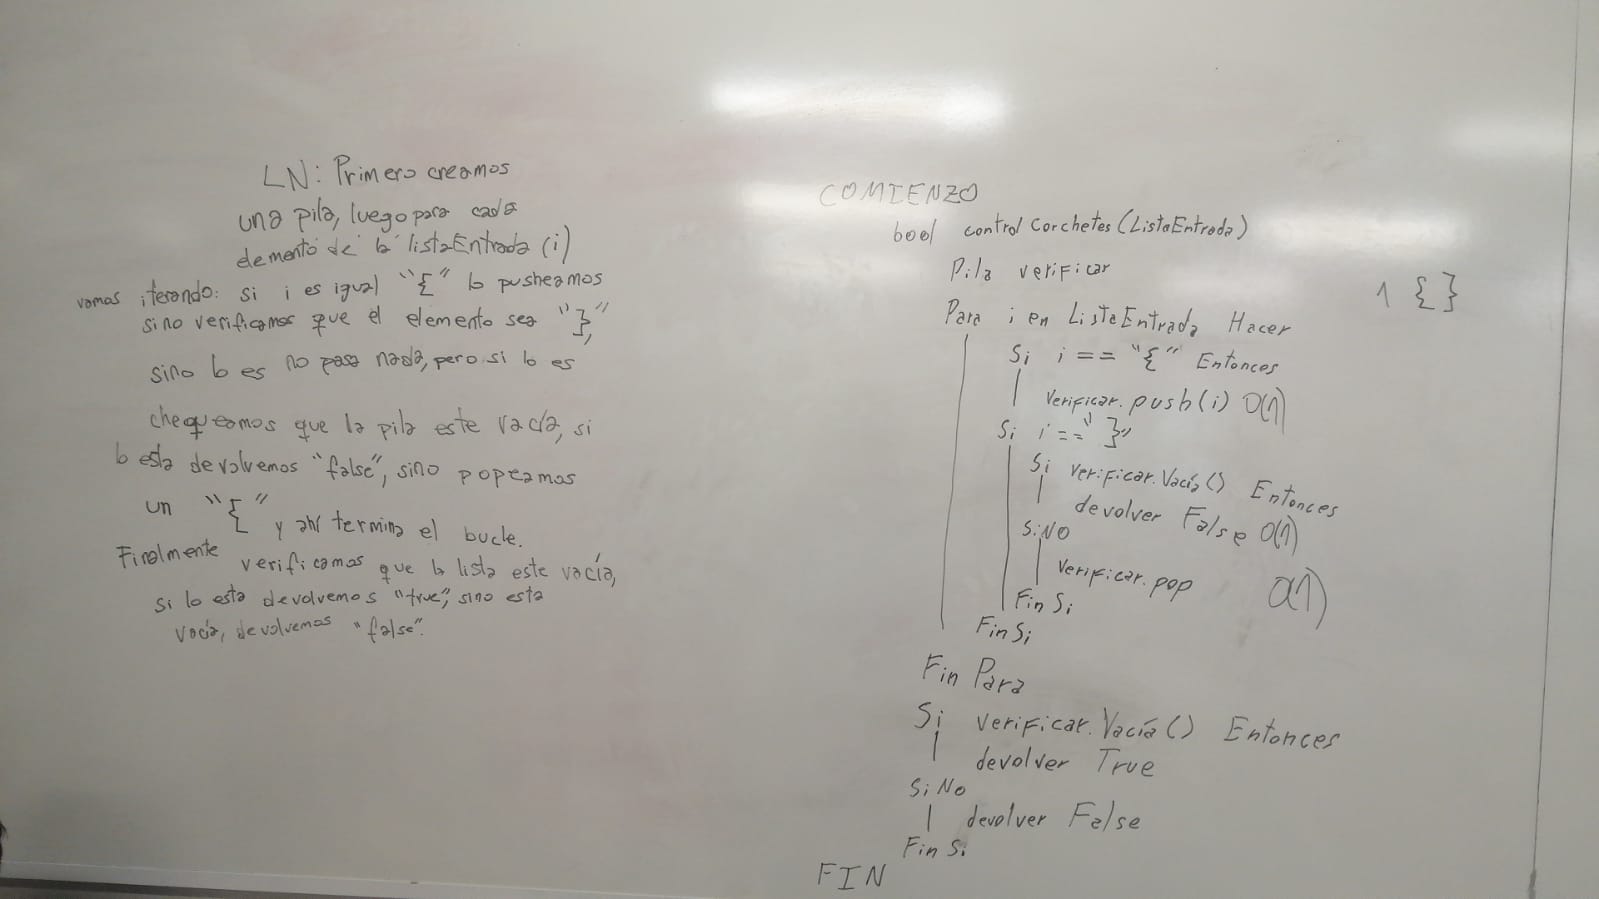 LN: Primero creamos
una pila, luego para cada
elemento de la listaEntrada (i)
vamos iterando: si i es igual "{" lo pusheamos
sino verificamos que el elemento sea "}",
sino lo es no pasa nada, pero si lo es
chequeamos que la pila este vacía, si
lo esta devolvemos "false", sino popeamos
un "{" y ahí termina el bucle.
Finalmente verificamos que la lista este vacía,
si lo esta devolvemos "true", sino esta
vacía, devolvemos "false".
COMIENZO
bool control Corchetes (ListaEntrada)
Pila verificar
Para i en ListaEntrada Hacer
Si i == "{" Entonces
verificar.push(i) O(1)
Si i == "}"
Si verificar.Vacía() Entonces
devolver False O(1)
SiNO
verificar.pop O(1)
Fin Si
Fin Si
Fin Para
Si verificar.Vacía() Entonces
devolver True
SiNo
devolver False
Fin Si
FIN
1 {}